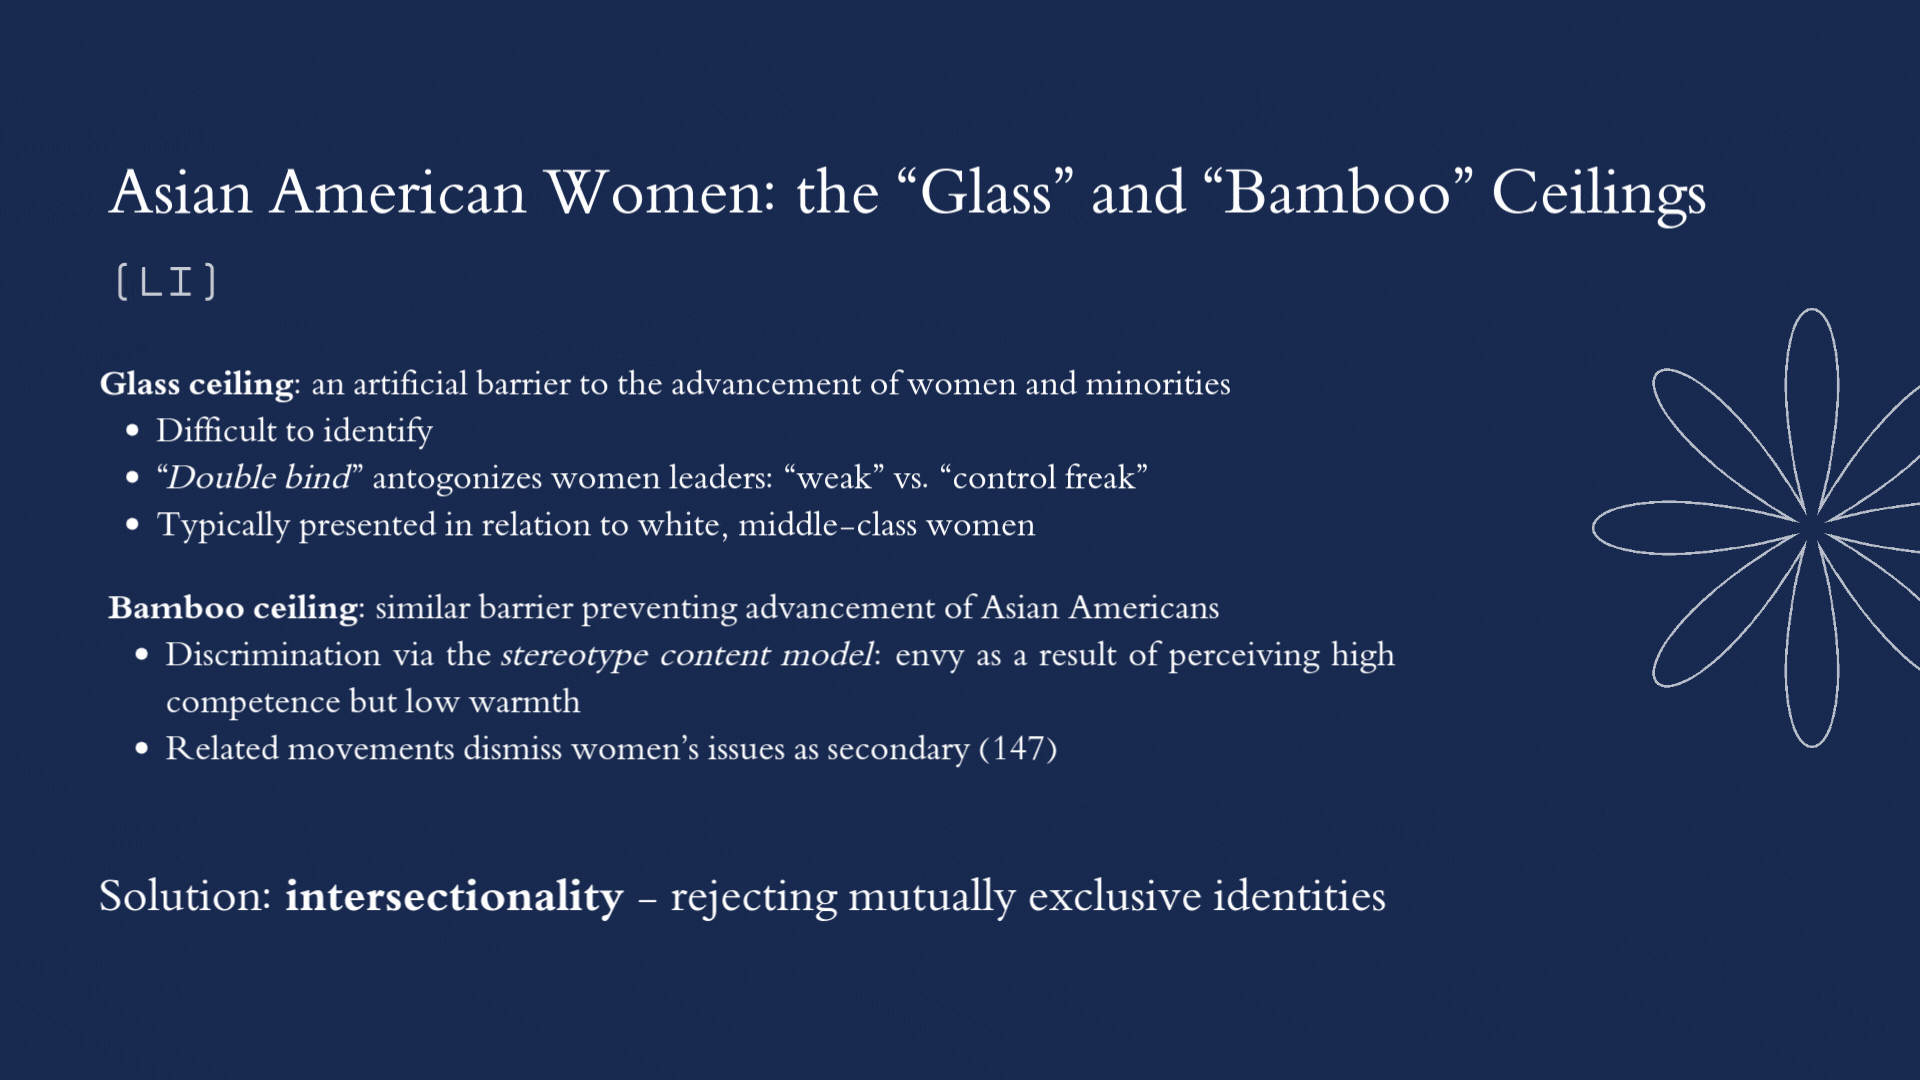 Asian American Women: the “Glass” and “Bamboo” Ceilings
(LI)
Glass ceiling: an artificial barrier to the advancement of women and minorities
• Difficult to identify
• “Double bind” antogonizes women leaders: “weak” vs. “control freak”
• Typically presented in relation to white, middle-class women
Bamboo ceiling: similar barrier preventing advancement of Asian Americans
• Discrimination via the stereotype content model: envy as a result of perceiving high
competence but low warmth
• Related movements dismiss women’s issues as secondary (147)
Solution: intersectionality – rejecting mutually exclusive identities